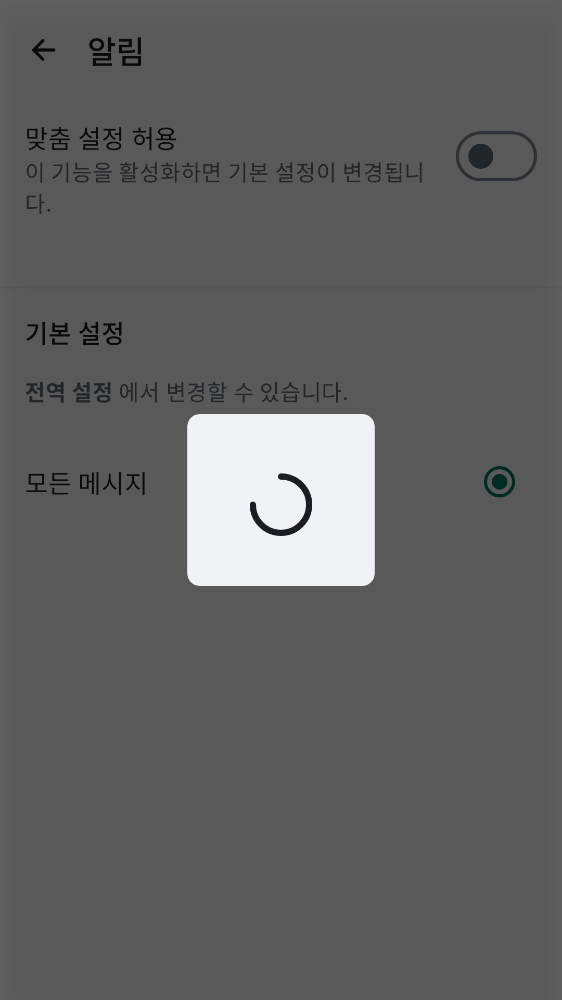 알림
맞춤 설정 허용
이 기능을 활성화하면 기본 설정이 변경됩니
다.
기본 설정
전역 설정 에서 변경할 수 있습니다.
모든 메시지